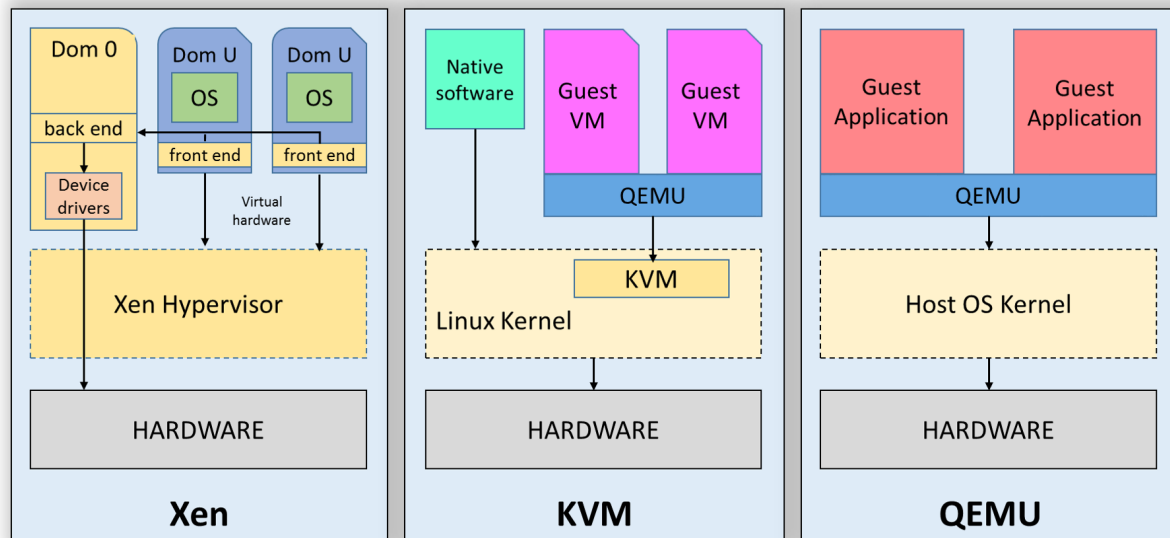 Dom 0
back end
Device
drivers
Dom U
OS
front end
Dom U
OS
front end
Virtual
hardware
Xen Hypervisor
HARDWARE
Xen
Native
software
Guest
VM
Guest
VM
QEMU
KVM
Linux Kernel
HARDWARE
KVM
Guest
Application
Guest
Application
QEMU
Host OS Kernel
HARDWARE
QEMU